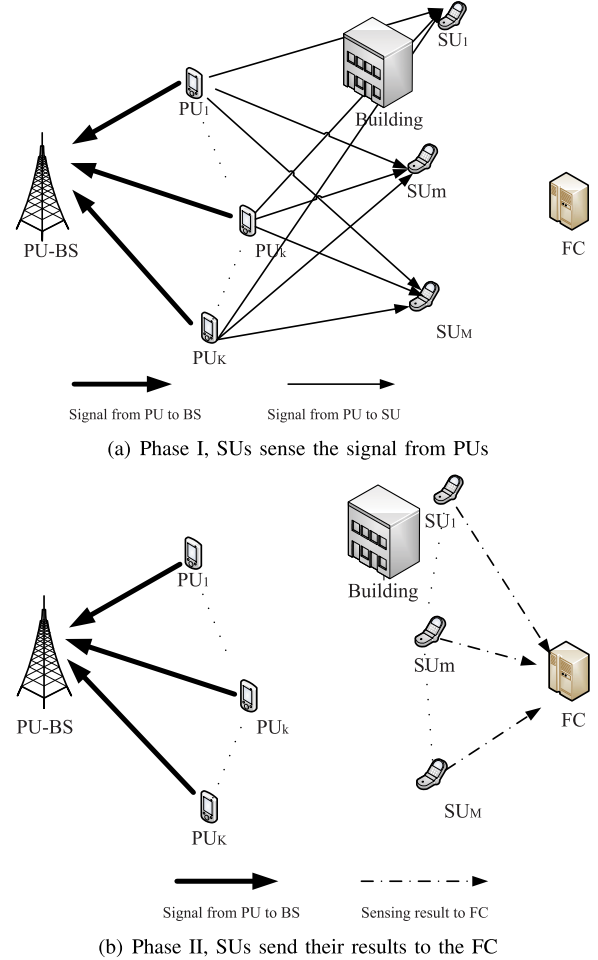 SU1
PU1
Building
SUm
PU-BS
PUk
FC
SUM
PUK
Signal from PU to BS
Signal from PU to SU
(a) Phase I, SUs sense the signal from PUs
SU1
PU1
Building
SUm
PU-BS
PUk
FC
SUM
PUK
Signal from PU to BS
Sensing result to FC
(b) Phase II, SUs send their results to the FC